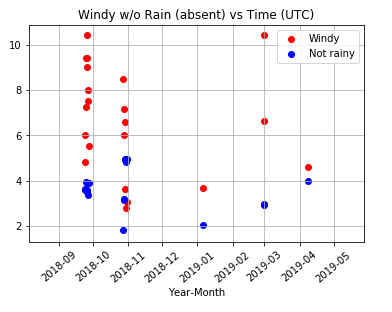 Windy w/o Rain (absent) vs Time (UTC)
Windy
Not rainy
10
8
6
4
2
2018-09 2018-10 2018-11 2018-12 2019-01 2019-02 2019-03 2019-04 2019-05
Year-Month